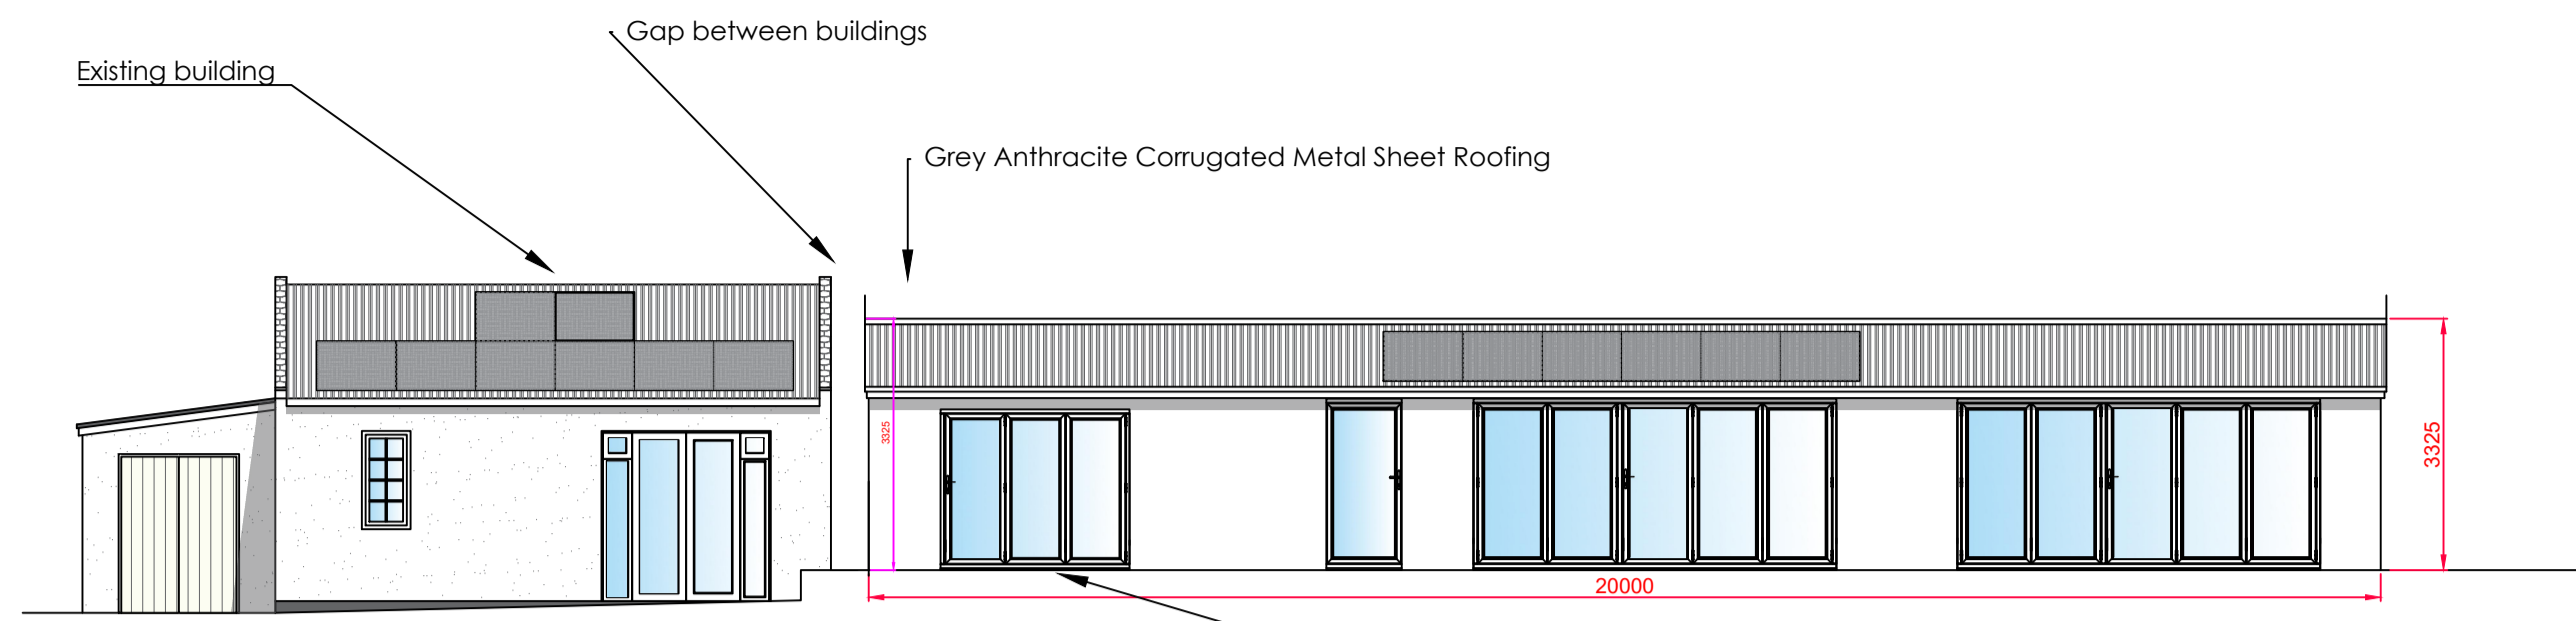 Gap between buildings
Existing building
Grey Anthracite Corrugated Metal Sheet Roofing
3325
3325
20000